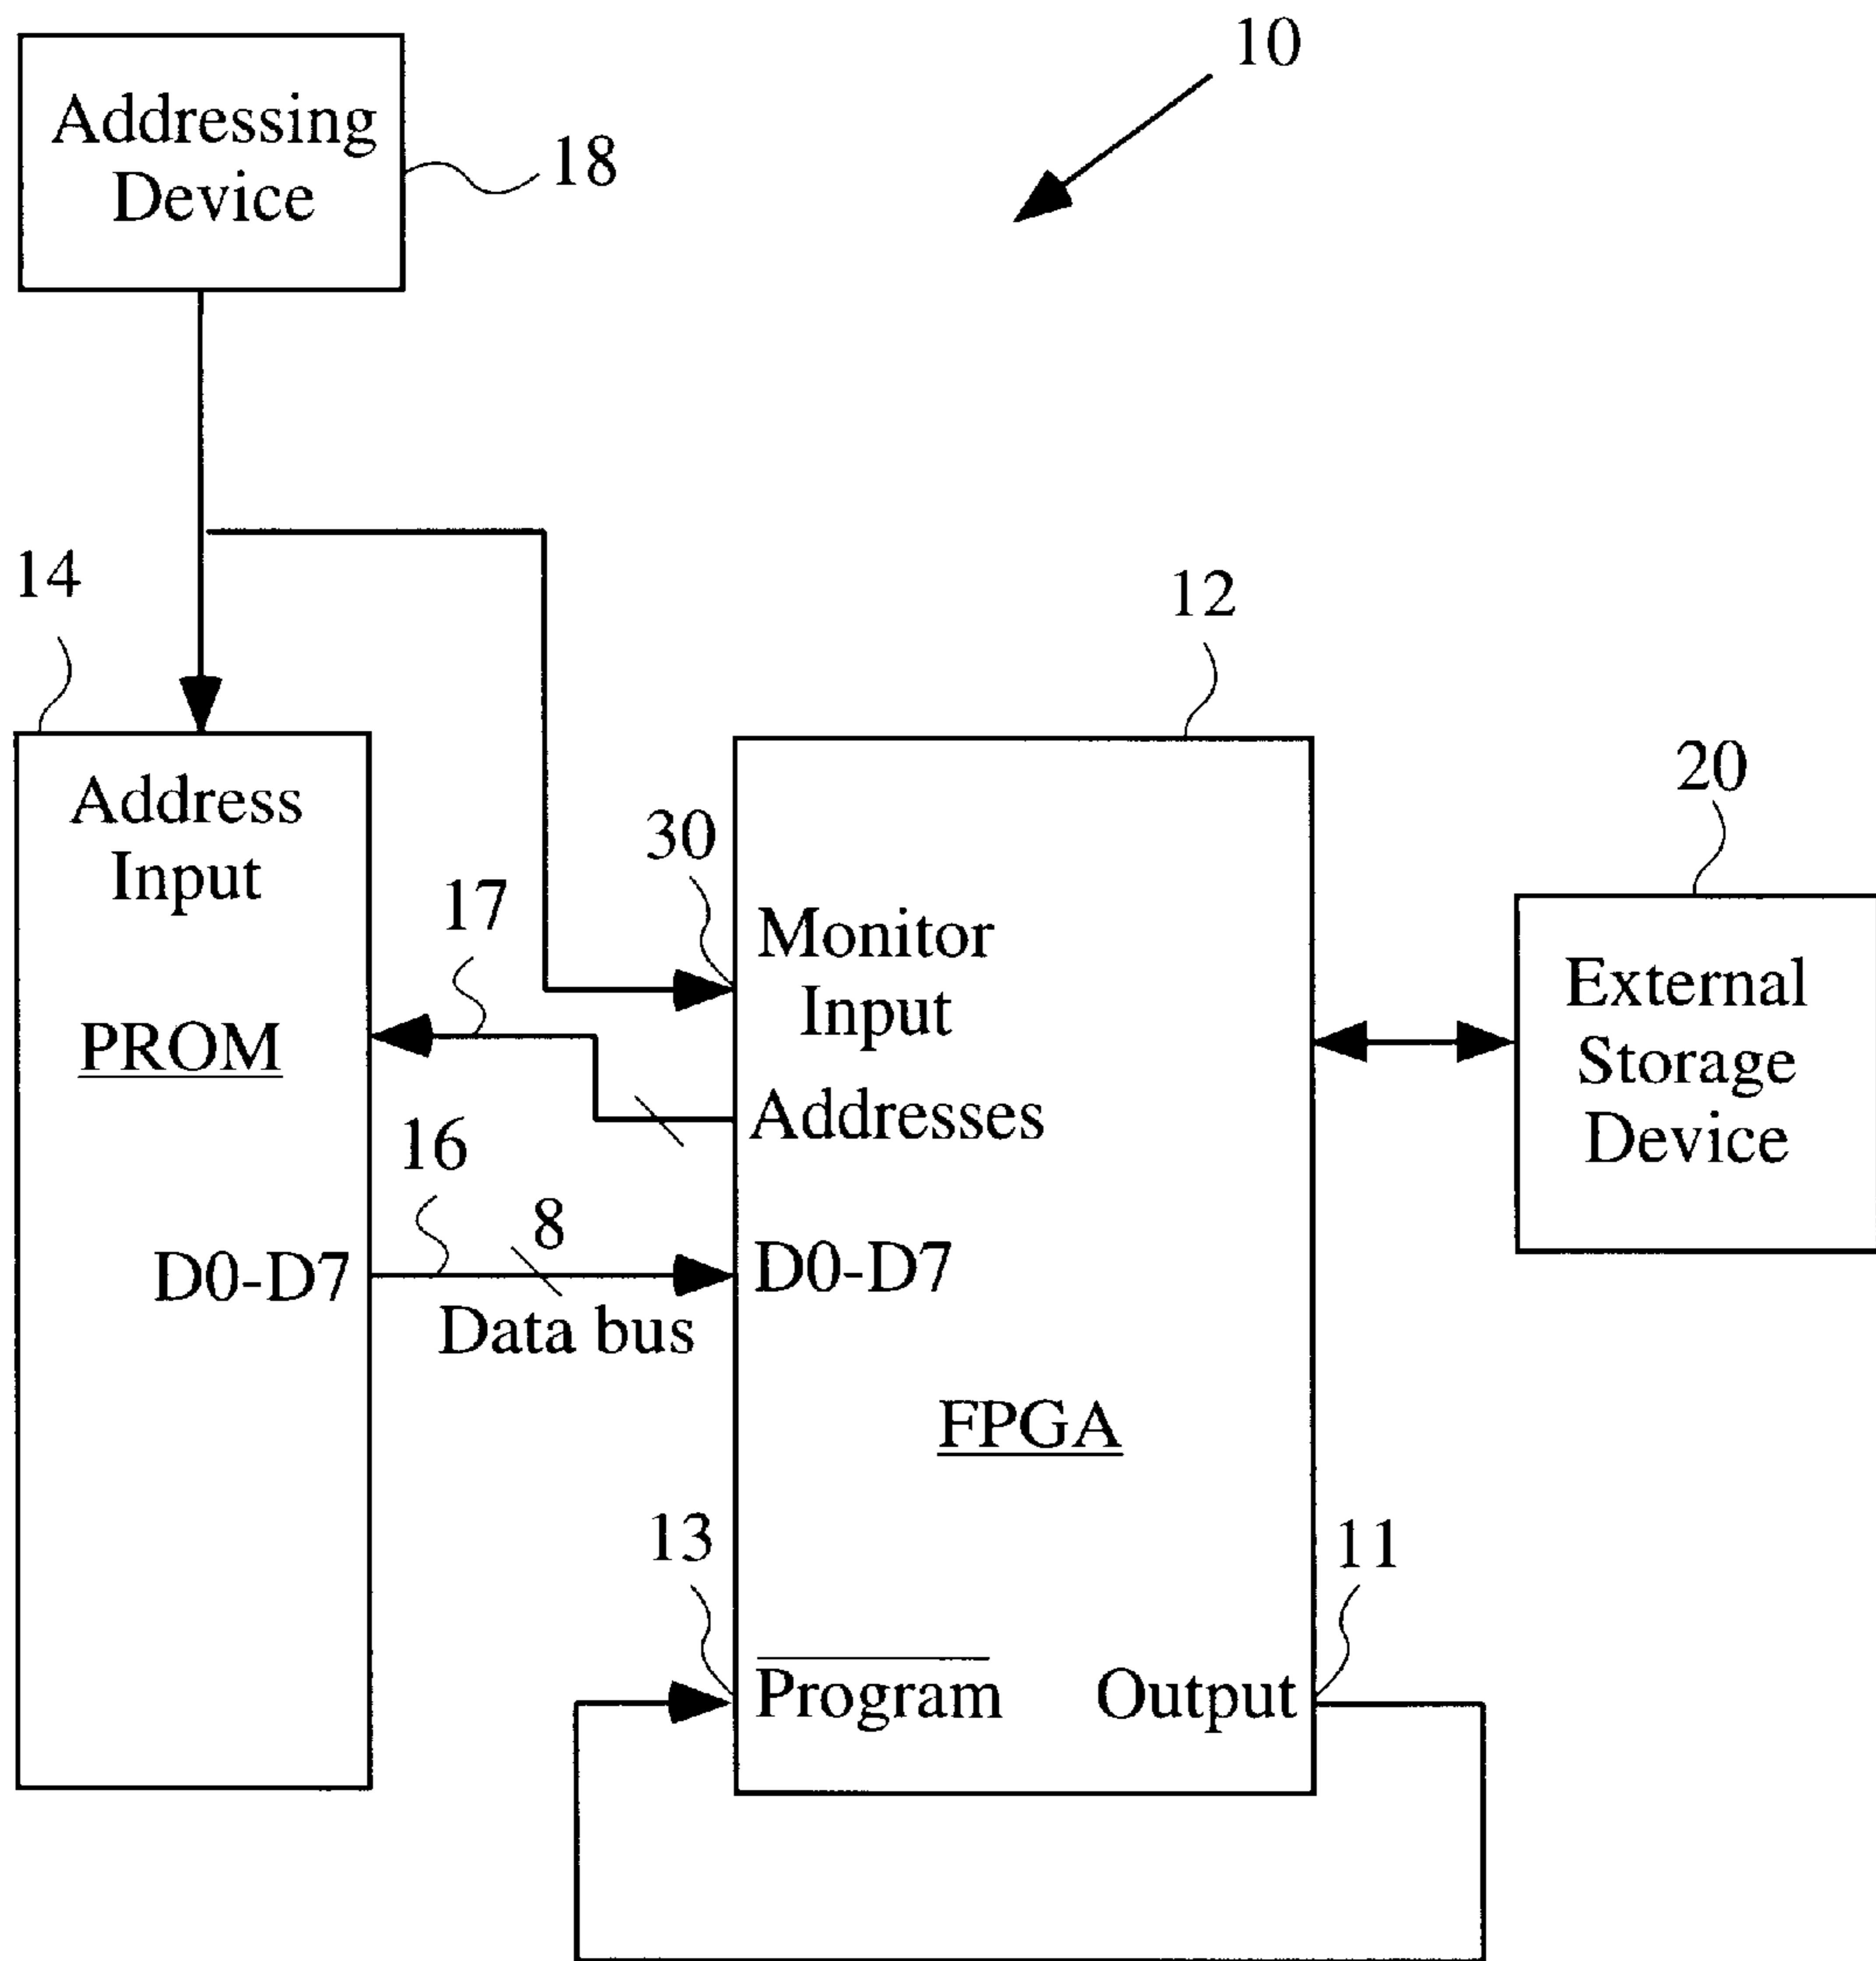 10
Addressing
Device
18
14
12
20
Address
Input
30
17
Monitor
Input
External
Storage
Device
PROM
Addresses
16
8
D0-D7
D0-D7
Data bus
FPGA
13
11
Program
Output